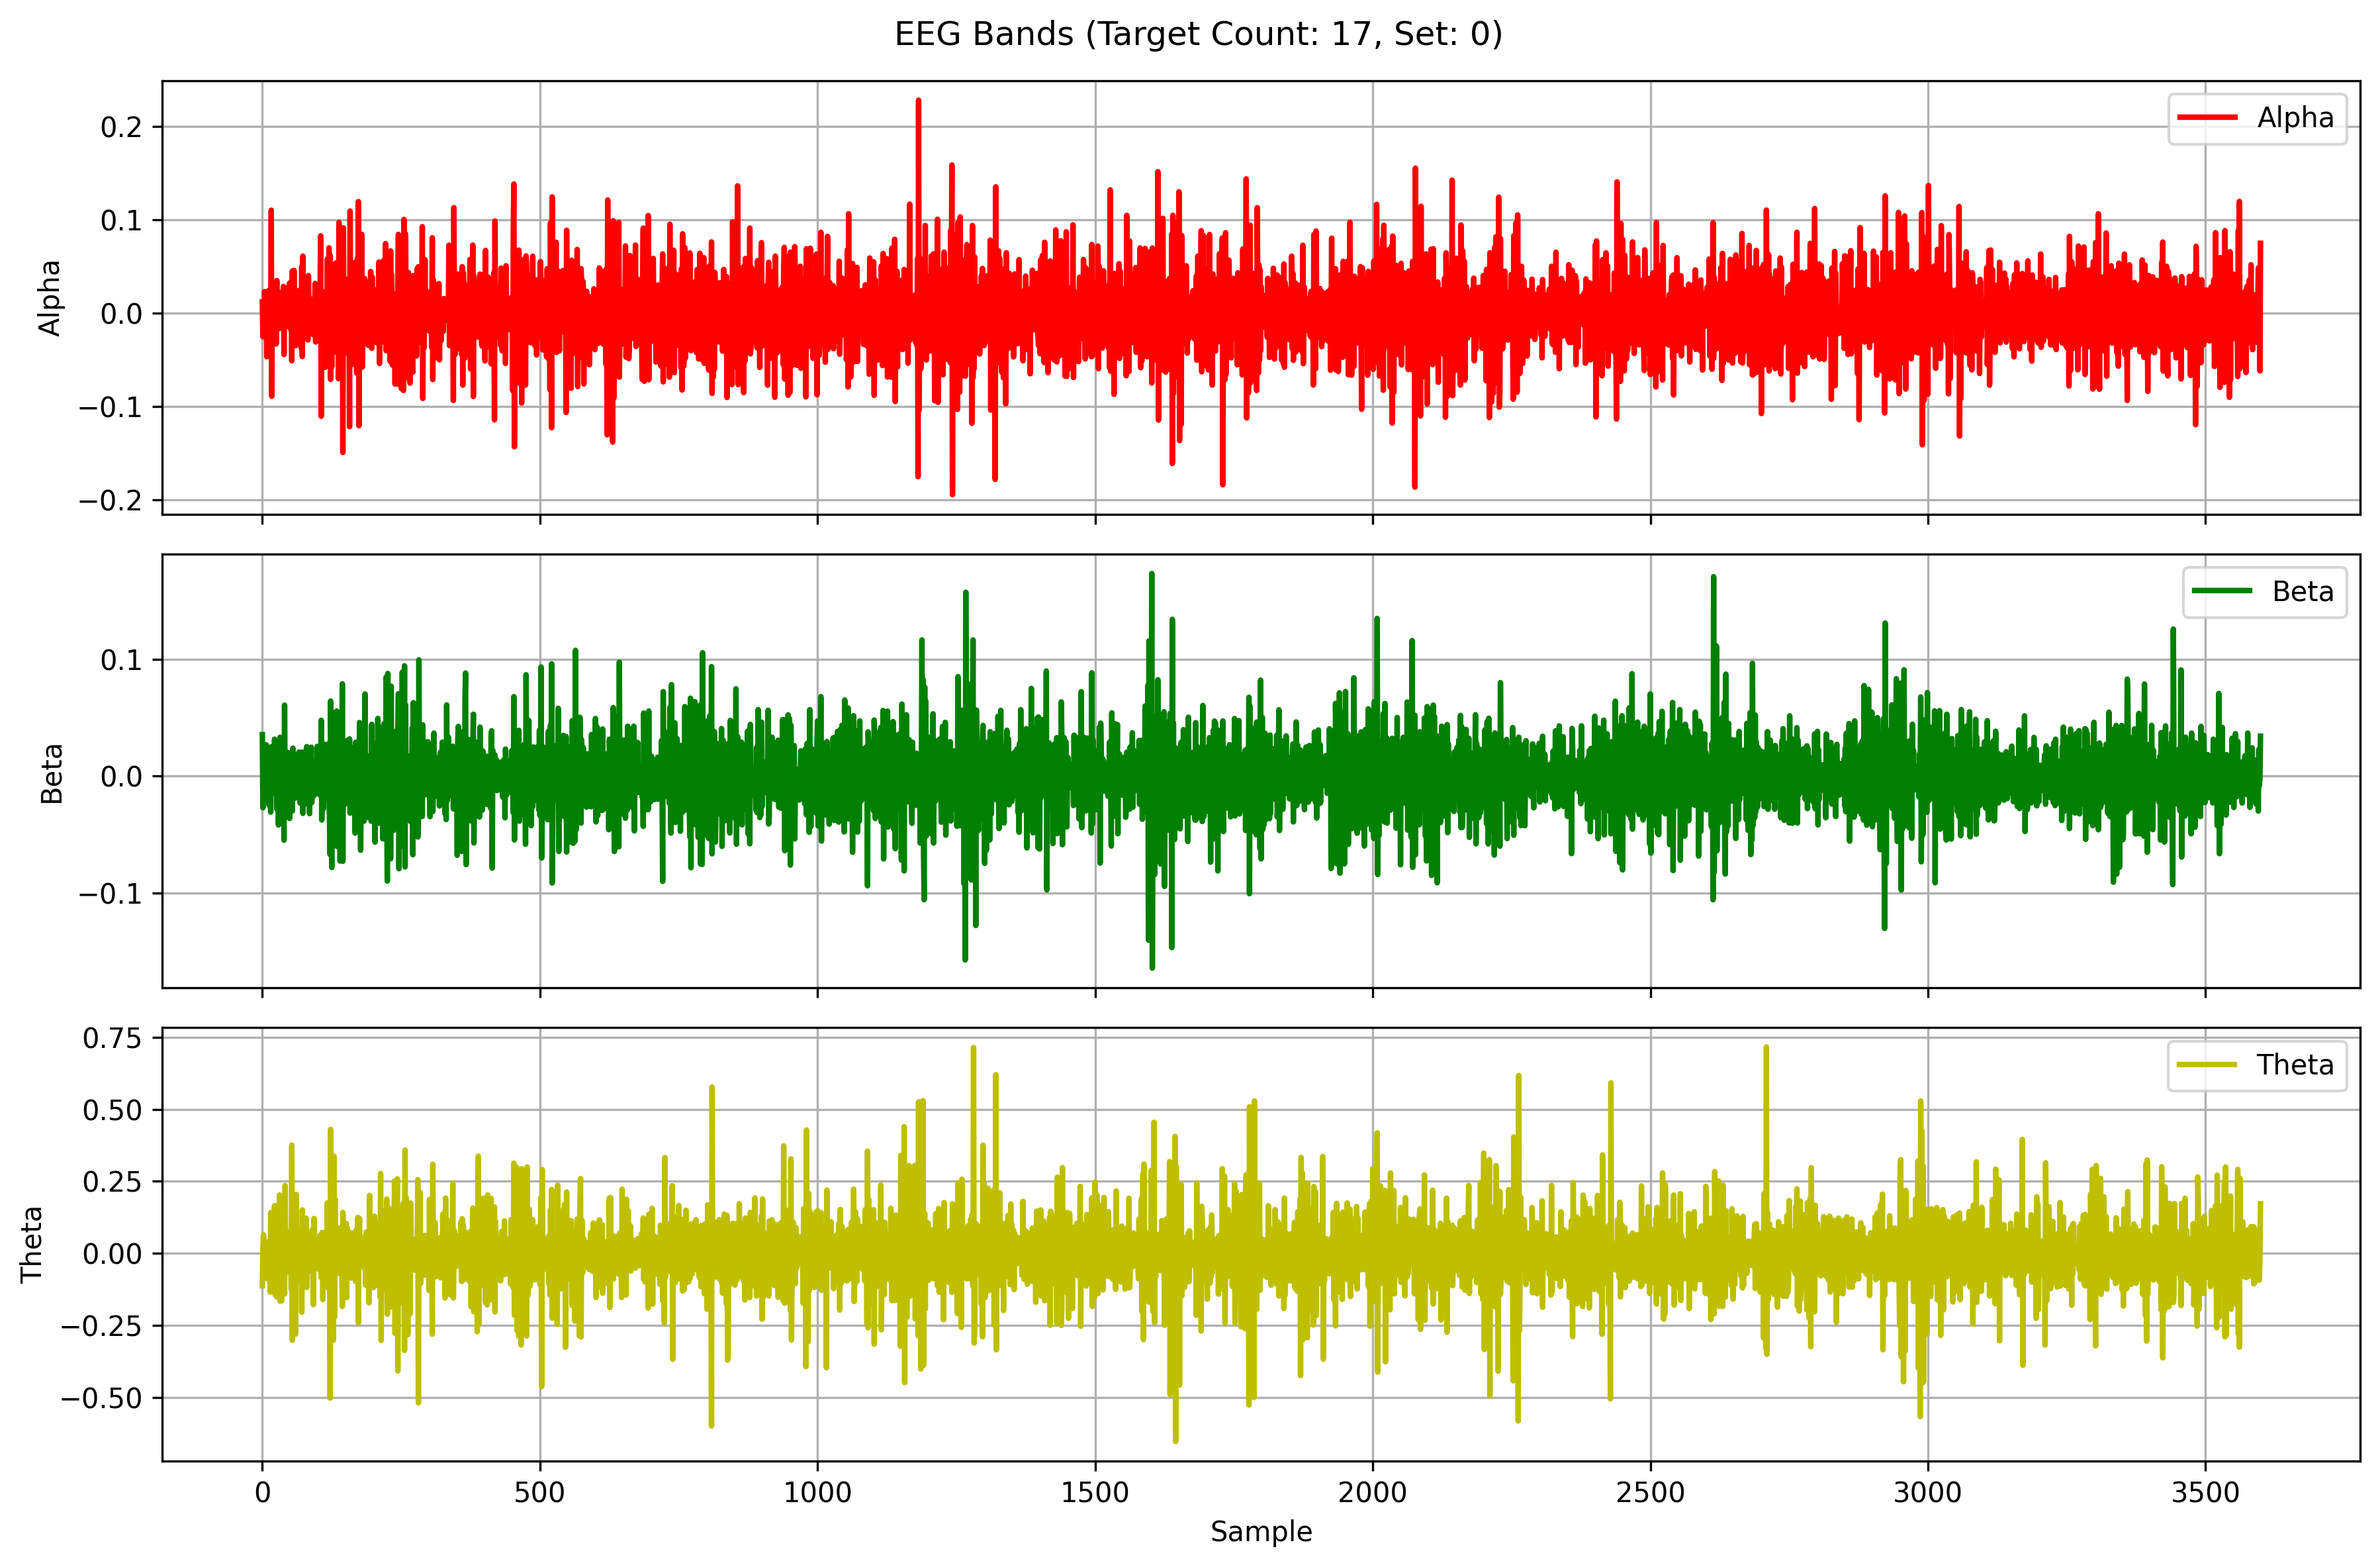 EEG Bands (Target Count: 17, Set: 0)
Alpha
0.2
0.1
0.0
−0.1
−0.2
Alpha
Beta
0.1
0.0
−0.1
Beta
Theta
0.75
0.50
0.25
0.00
−0.25
−0.50
Theta
0 500 1000 1500 2000 2500 3000 3500
Sample